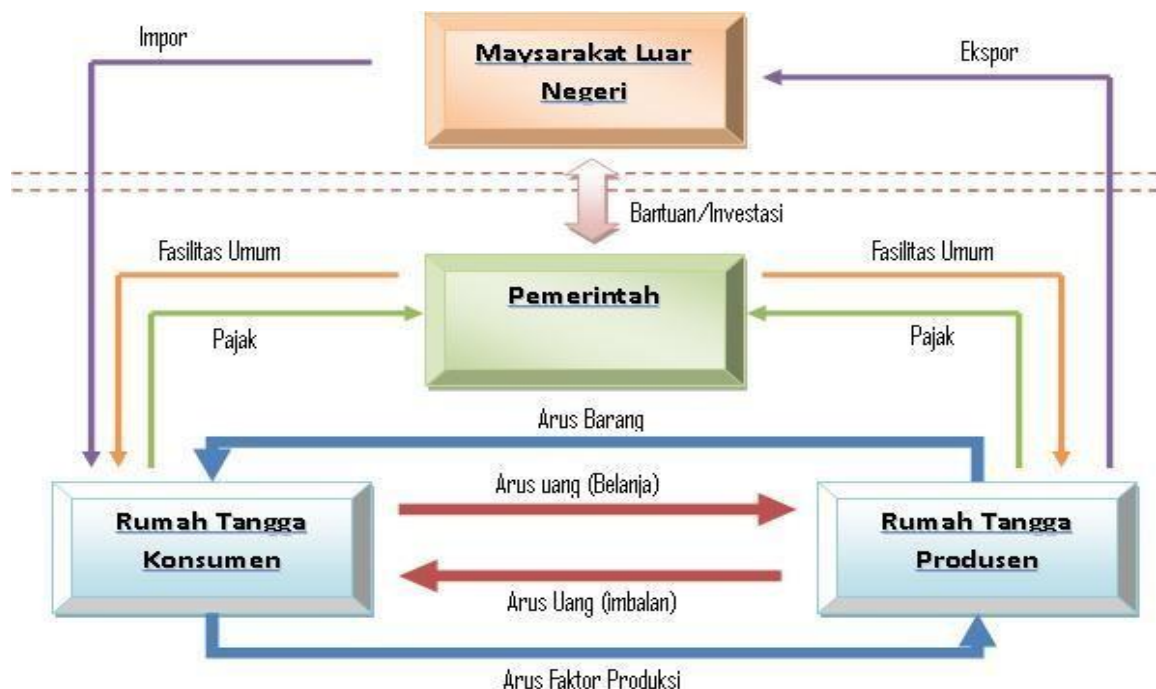 Impor
Maysarakat Luar
Negeri
Ekspor
Bantuan/Investasi
Fasilitas Umum
Fasilitas Umum
Pemerintah
Pajak
Pajak
Arus Barang
Arus uang (Belanja)
Rumah Tangga
Konsumen
Rumah Tangga
Produsen
Arus Uang (imbalan)
Arus Faktor Produksi